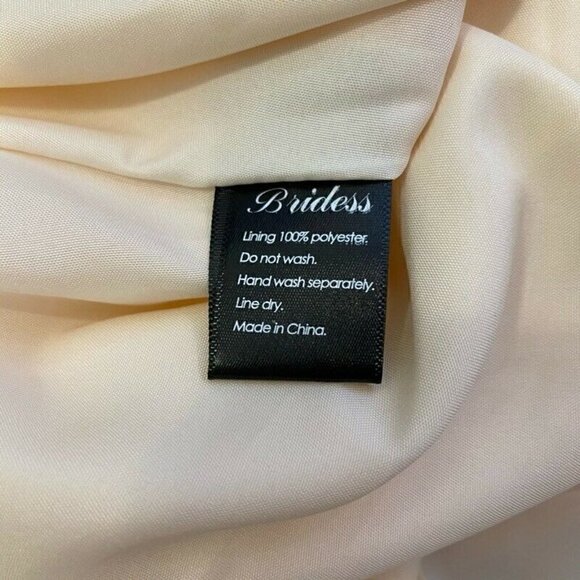 Bridess
Lining 100% polyester.
Do not wash.
Hand wash separately.
Line dry.
Made in China.